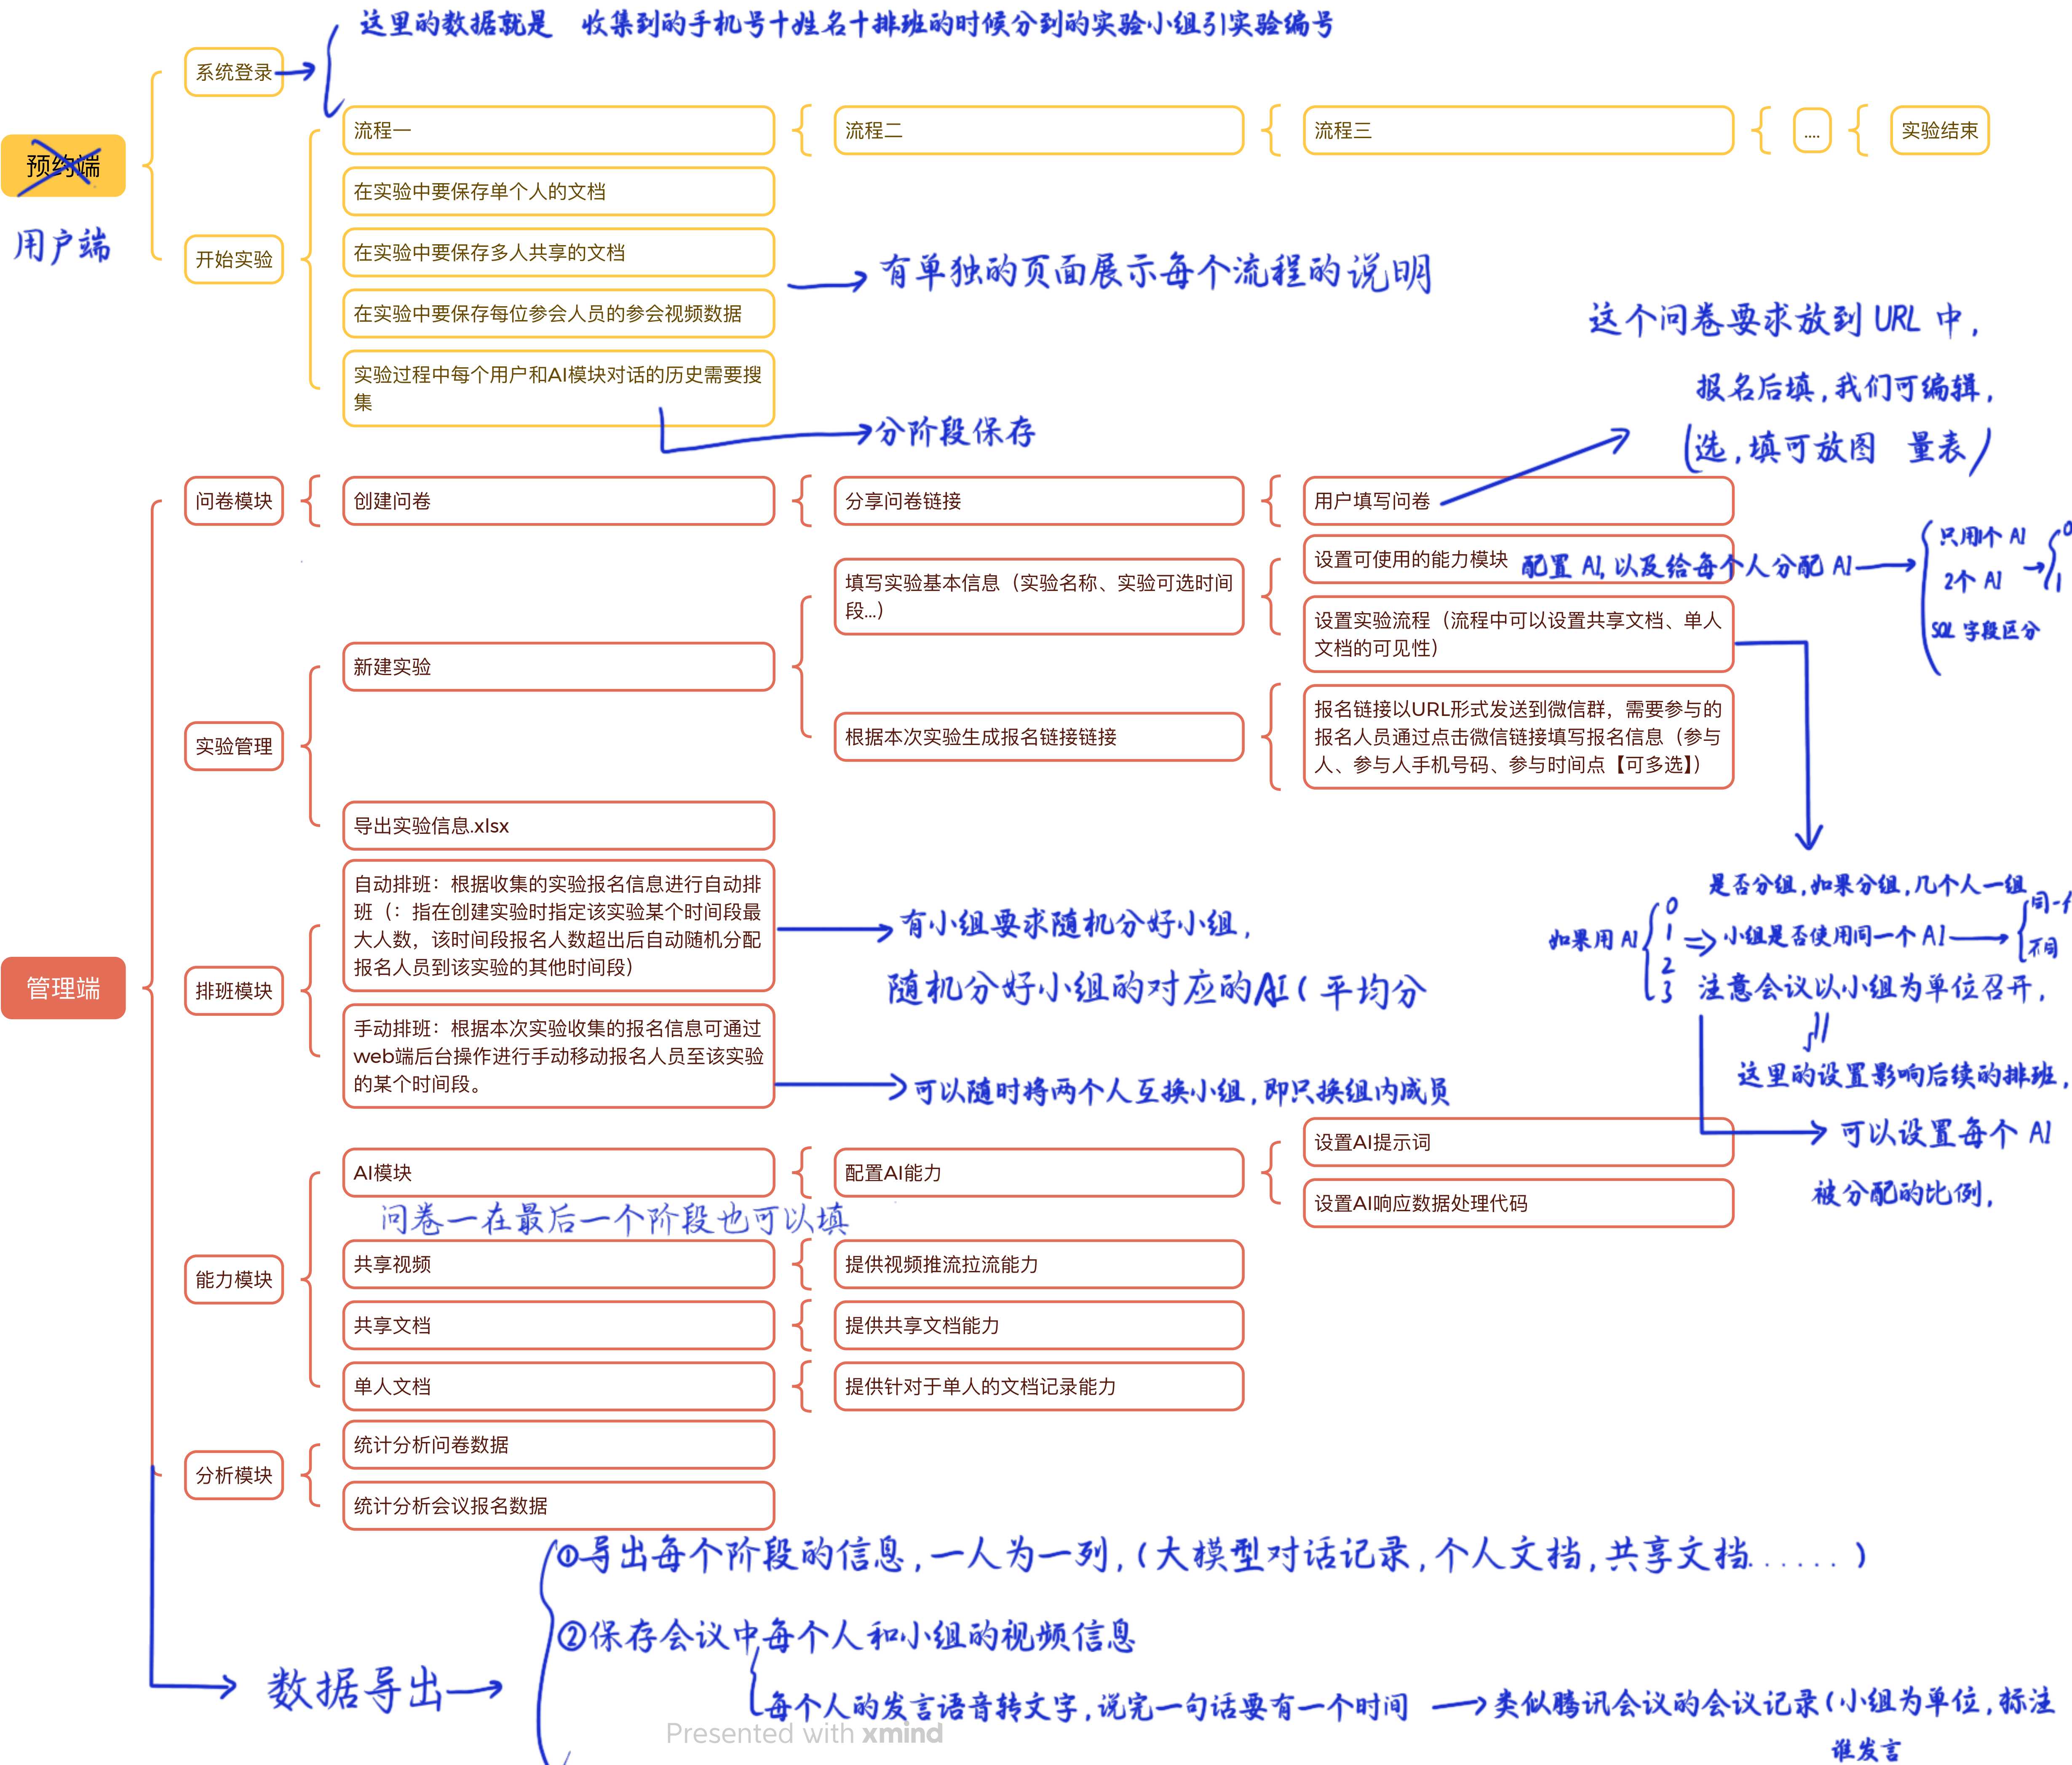 这里的数据就是 收集到的手机号十姓名十排班的时候分到的实验小组引实验编号
系统登录
预约端
用户端
流程一
流程二
流程三
....
实验结束
在实验中要保存单个人的文档
在实验中要保存多人共享的文档
开始实验
有单独的页面展示每个流程的说明
在实验中要保存每位参会人员的参会视频数据
实验过程中每个用户和AI模块对话的历史需要搜
集
分阶段保存
这个问卷要求放到 URL 中,
报名后填,我们可编辑,
(选,填可放图 量表)
问卷模块
创建问卷
分享问卷链接
用户填写问卷
设置可使用的能力模块
配置 AI, 以及给每个人分配 AI
只用1个 AI
2个 AI
0
1
SQL 字段区分
填写实验基本信息（实验名称、实验可选时间
段...）
设置实验流程（流程中可以设置共享文档、单人
文档的可见性）
新建实验
实验管理
根据本次实验生成报名链接链接
报名链接以URL形式发送到微信群，需要参与的
报名人员通过点击微信链接填写报名信息（参与
人、参与人手机号码、参与时间点【可多选】）
导出实验信息.xlsx
自动排班：根据收集的实验报名信息进行自动排
班（：指在创建实验时指定该实验某个时间段最
大人数，该时间段报名人数超出后自动随机分配
报名人员到该实验的其他时间段）
有小组要求随机分好小组,
随机分好小组的对应的AI( 平均分
是否分组,如果分组,几个人一组
如果用 AI
0
1
2
3
小组是否使用同一个 AI
同一个
不同
注意会议以小组为单位召开,
这里的设置影响后续的排班,
可以设置每个 AI
被分配的比例,
管理端
排班模块
手动排班：根据本次实验收集的报名信息可通过
web端后台操作进行手动移动报名人员至该实验
的某个时间段。
可以随时将两个人互换小组,即只换组内成员
AI模块
配置AI能力
设置AI提示词
设置AI响应数据处理代码
问卷一在最后一个阶段也可以填
能力模块
共享视频
提供视频推流拉流能力
共享文档
提供共享文档能力
单人文档
提供针对于单人的文档记录能力
分析模块
统计分析问卷数据
统计分析会议报名数据
数据导出
①导出每个阶段的信息,一人为一列,(大模型对话记录,个人文档,共享文档......)
②保存会议中每个人和小组的视频信息
每个人的发言语音转文字,说完一句话要有一个时间
类似腾讯会议的会议记录(小组为单位,标注
谁发言
Presented with xmind